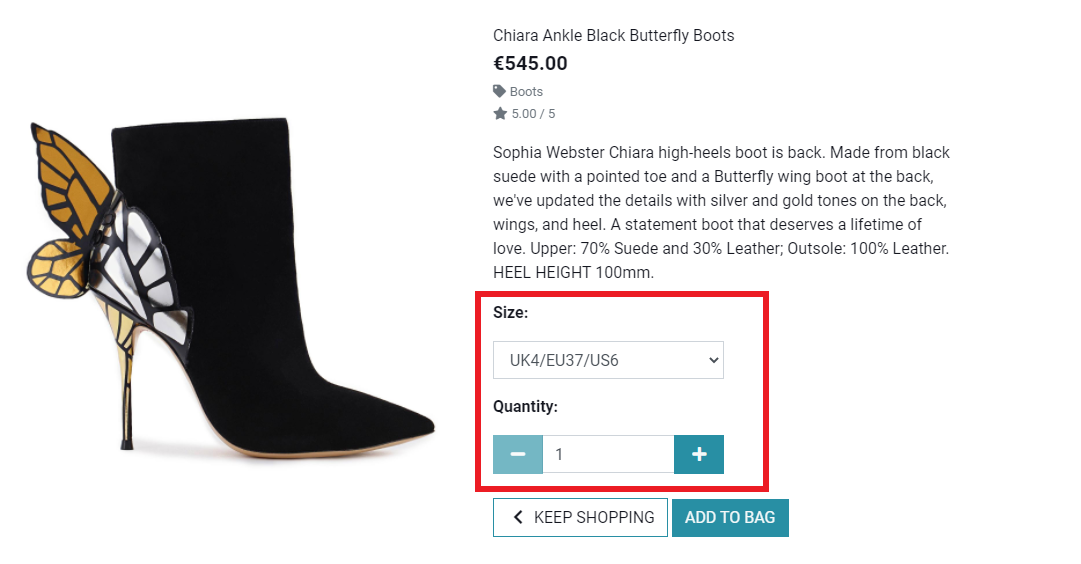 Chiara Ankle Black Butterfly Boots
€545.00
Boots
5.00 / 5
Sophia Webster Chiara high-heels boot is back. Made from black
suede with a pointed toe and a Butterfly wing boot at the back,
we've updated the details with silver and gold tones on the back,
wings, and heel. A statement boot that deserves a lifetime of
love. Upper: 70% Suede and 30% Leather; Outsole: 100% Leather.
HEEL HEIGHT 100mm.
Size:
UK4/EU37/US6
Quantity:
1
KEEP SHOPPING ADD TO BAG